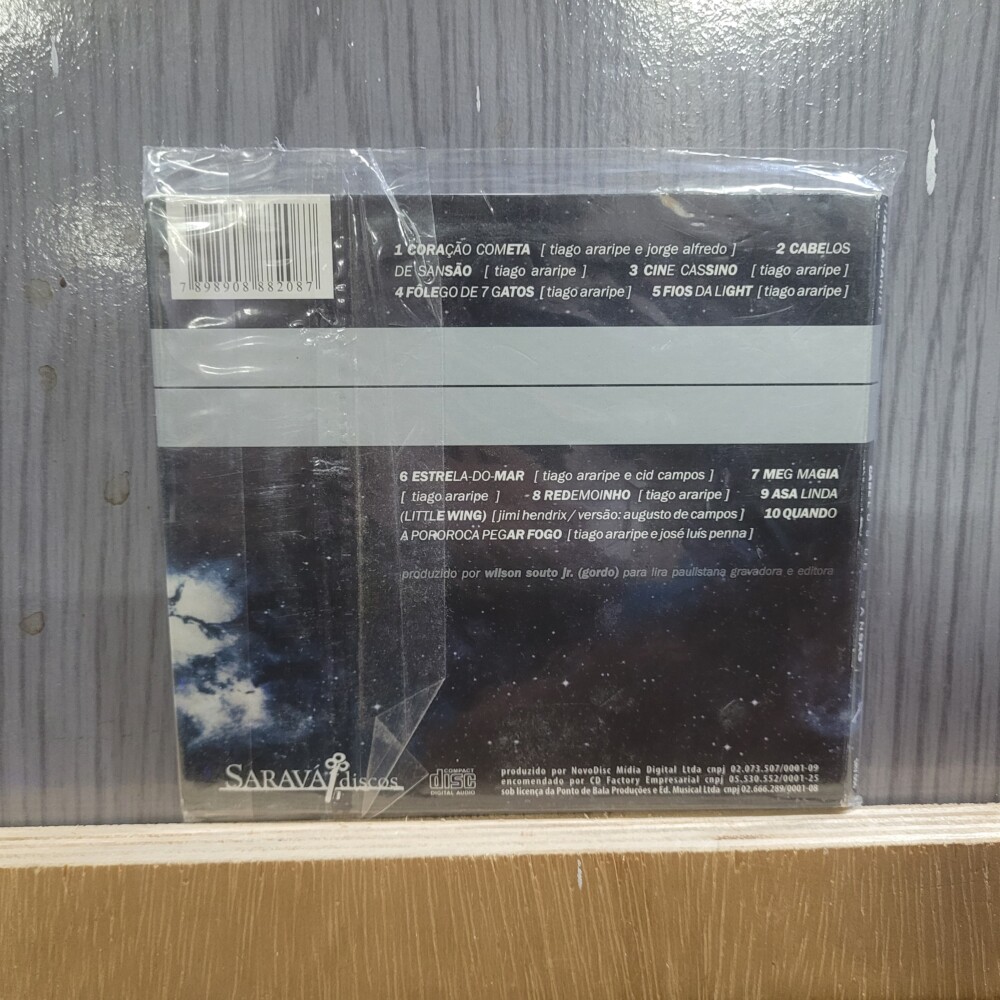 1 CORAÇÃO COMETA [ tiago araripe e jorge alfredo ] 2 CABELOS
DE SANSÃO [ tiago araripe ] 3 CINE CASSINO [ tiago araripe ]
4 FÔLEGO DE 7 GATOS [ tiago araripe ] 5 FIOS DA LIGHT [ tiago araripe ]
7 898908 882087
6 ESTRELA-DO-MAR [ tiago araripe e cid campos ] 7 MEG MAGIA
[ tiago araripe ] - 8 REDEMOINHO [ tiago araripe ] 9 ASA LINDA
(LITTLE WING) [ jimi hendrix / versão: augusto de campos ] 10 QUANDO
A POROROCA PEGAR FOGO [ tiago araripe e josé luís penna ]
produzido por wilson souto jr. (gordo) para lira paulistana gravadora e editora
SARAVÁ discos
COMPACT
disc
DIGITAL AUDIO
produzido por NovoDisc Mídia Digital Ltda cnpj 02.073.507/0001-09
encomendado por CD Factory Empresarial cnpj 05.530.552/0001-25
sob licença da Ponto de Bala Produções e Ed. Musical Ltda cnpj 02.666.289/0001-08